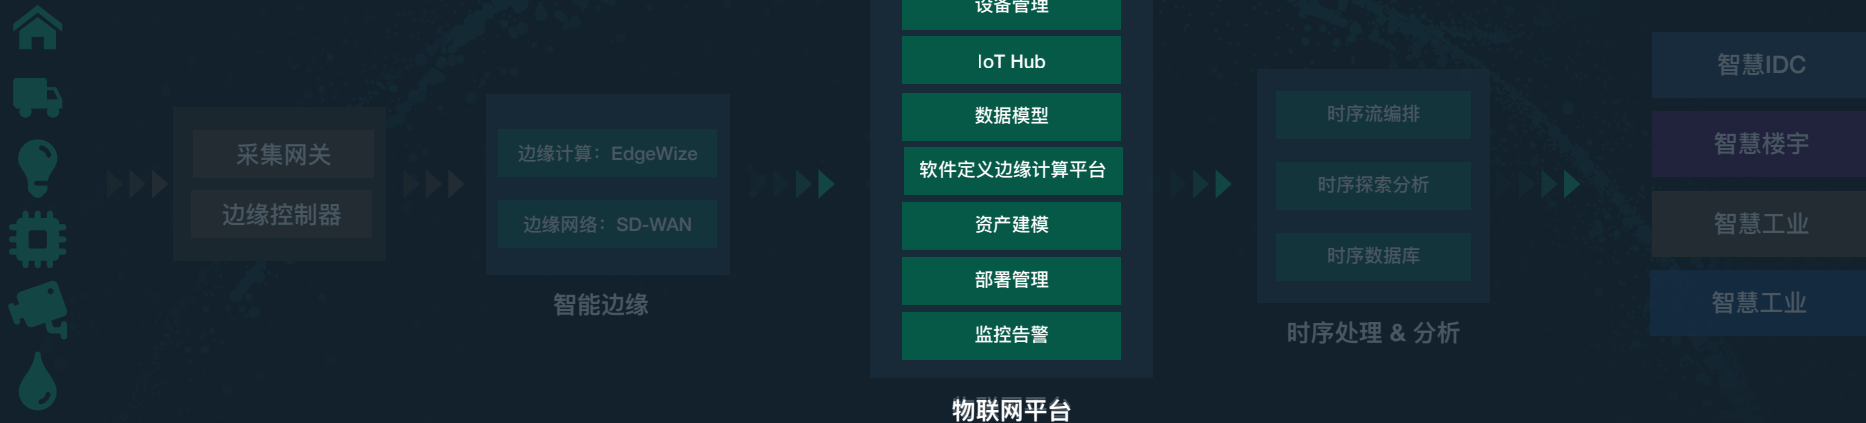 采集网关
边缘控制器
边缘计算：EdgeWize
边缘网络：SD-WAN
智能边缘
设备管理
IoT Hub
数据模型
软件定义边缘计算平台
资产建模
部署管理
监控告警
物联网平台
时序流编排
时序探索分析
时序数据库
时序处理 & 分析
智慧IDC
智慧楼宇
智慧工业
智慧工业